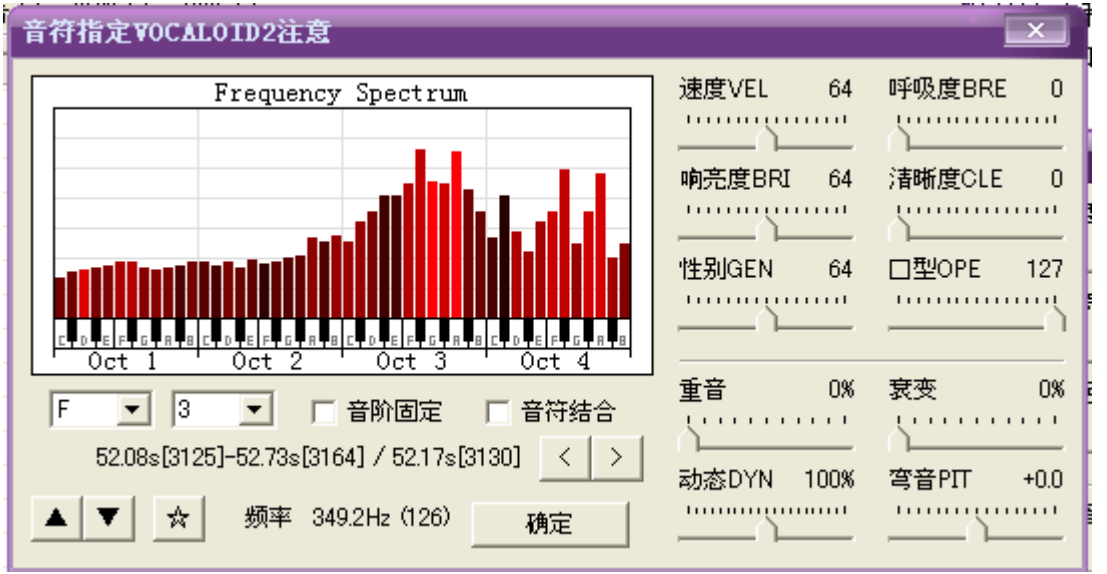 音符指定VOCALOID2注意
Frequency Spectrum
C D E F G A B C D E F G A B C D E F G A B C D E F G A B
Oct 1 Oct 2 Oct 3 Oct 4
F 3 音阶固定 音符结合
52.08s[3125]-52.73s[3164] / 52.17s[3130] < >
▲ ▼ ☆ 频率 349.2Hz (126) 确定
速度VEL 64 呼吸度BRE 0
响亮度BRI 64 清晰度CLE 0
性别GEN 64 口型OPE 127
重音 0% 衰变 0%
动态DYN 100% 弯音PIT +0.0